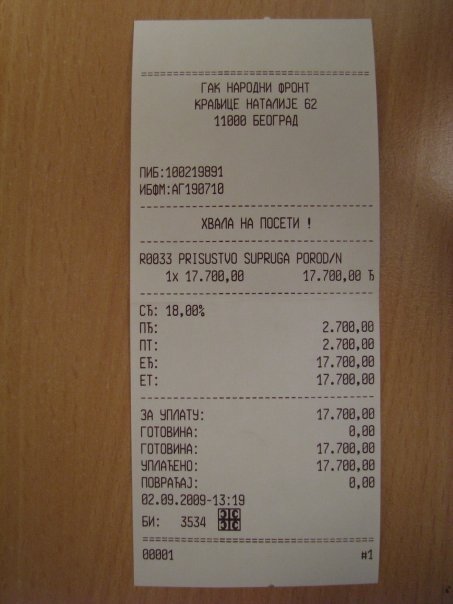 ГАК НАРОДНИ ФРОНТ
КРАЉИЦЕ НАТАЛИЈЕ 62
11000 БЕОГРАД
ПИБ:100219891
ИБФМ:АГ190710
ХВАЛА НА ПОСЕТИ !
R0033 PRISUSTVO SUPRUGA POROD/N
1x 17.700,00 17.700,00 Ђ
СЂ: 18,00%
ПЂ: 2.700,00
ПТ: 2.700,00
ЕЂ: 17.700,00
ЕТ: 17.700,00
ЗА УПЛАТУ: 17.700,00
ГОТОВИНА: 0,00
ГОТОВИНА: 17.700,00
УПЛАЋЕНО: 17.700,00
ПОВРАЋАЈ: 0,00
02.09.2009-13:19
БИ: 3534
00001 #1